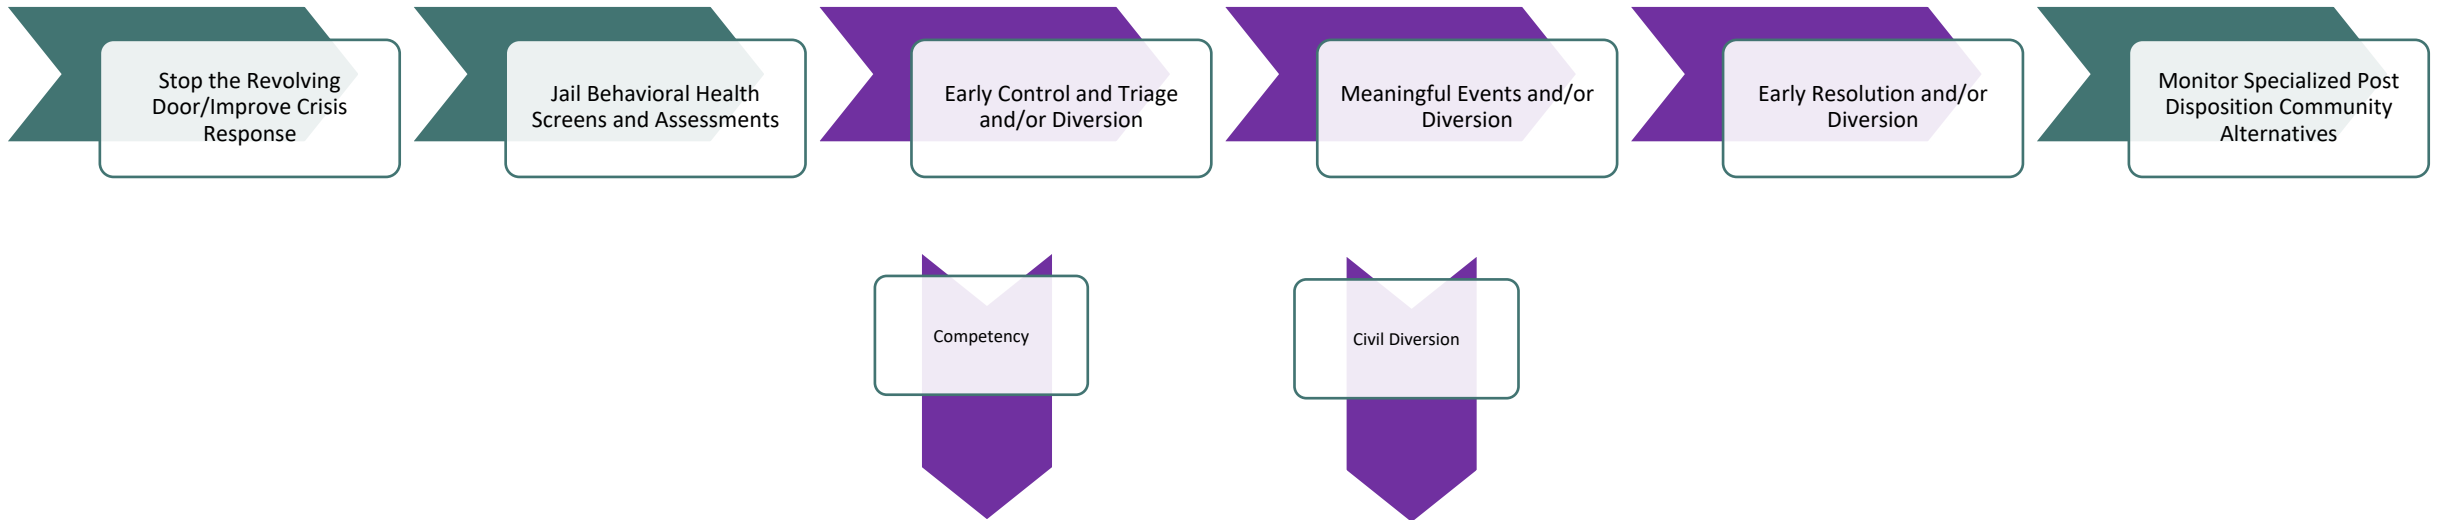 Stop the Revolving
Door/Improve Crisis
Response
Jail Behavioral Health
Screens and Assessments
Early Control and Triage
and/or Diversion
Meaningful Events and/or
Diversion
Early Resolution and/or
Diversion
Monitor Specialized Post
Disposition Community
Alternatives
Competency
Civil Diversion